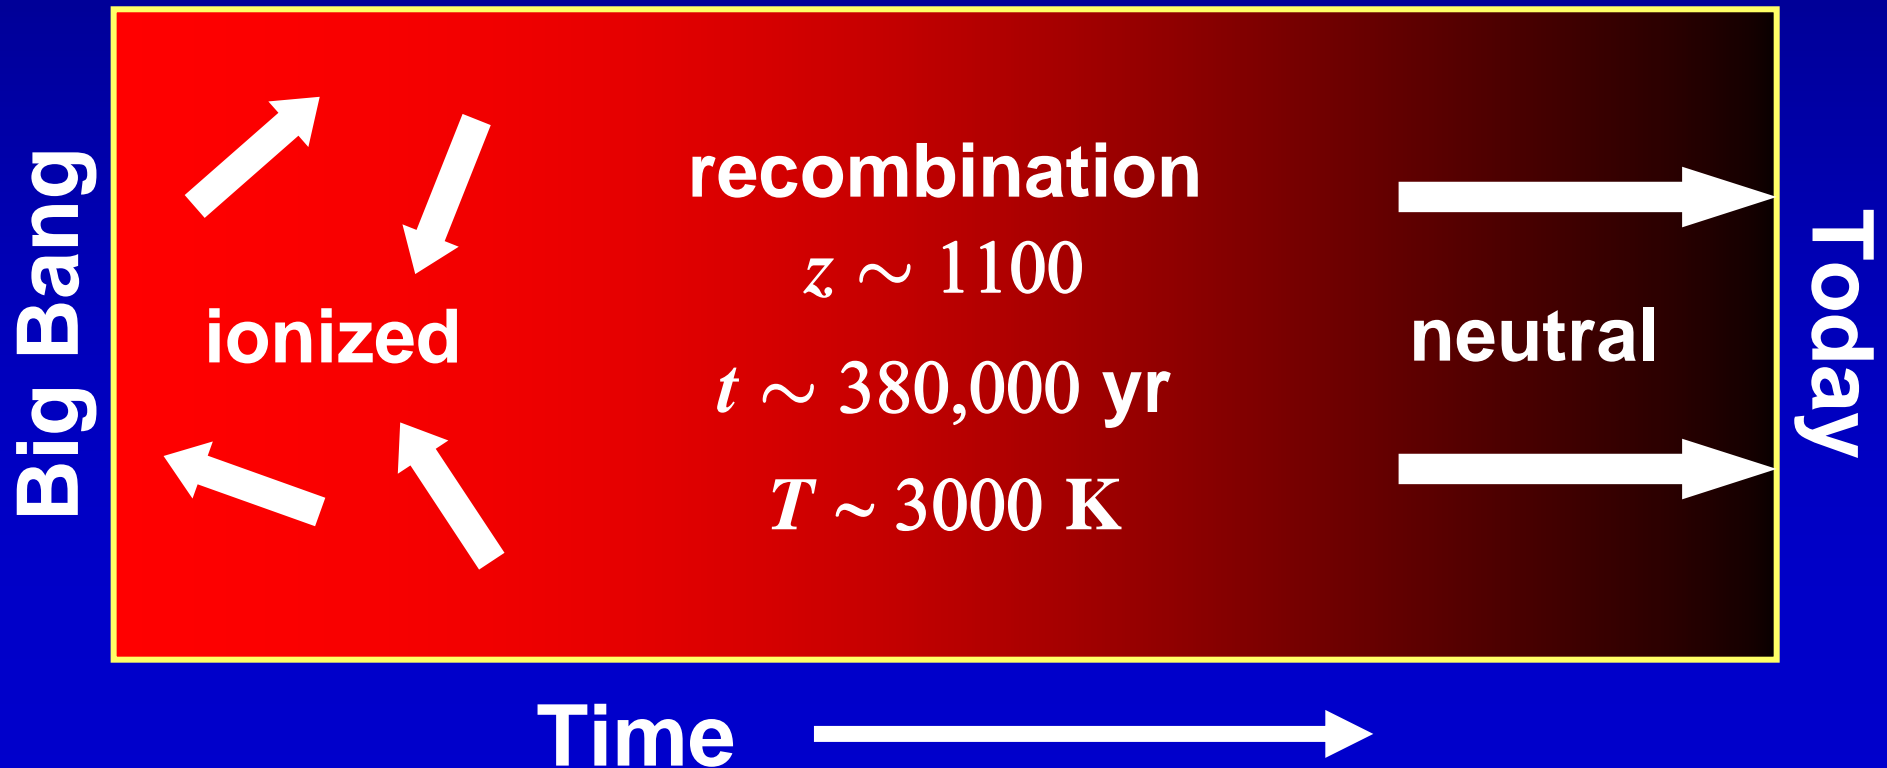 Big Bang
ionized
recombination
z ~ 1100
t ~ 380,000 yr
T ~ 3000 K
neutral
Today
Time